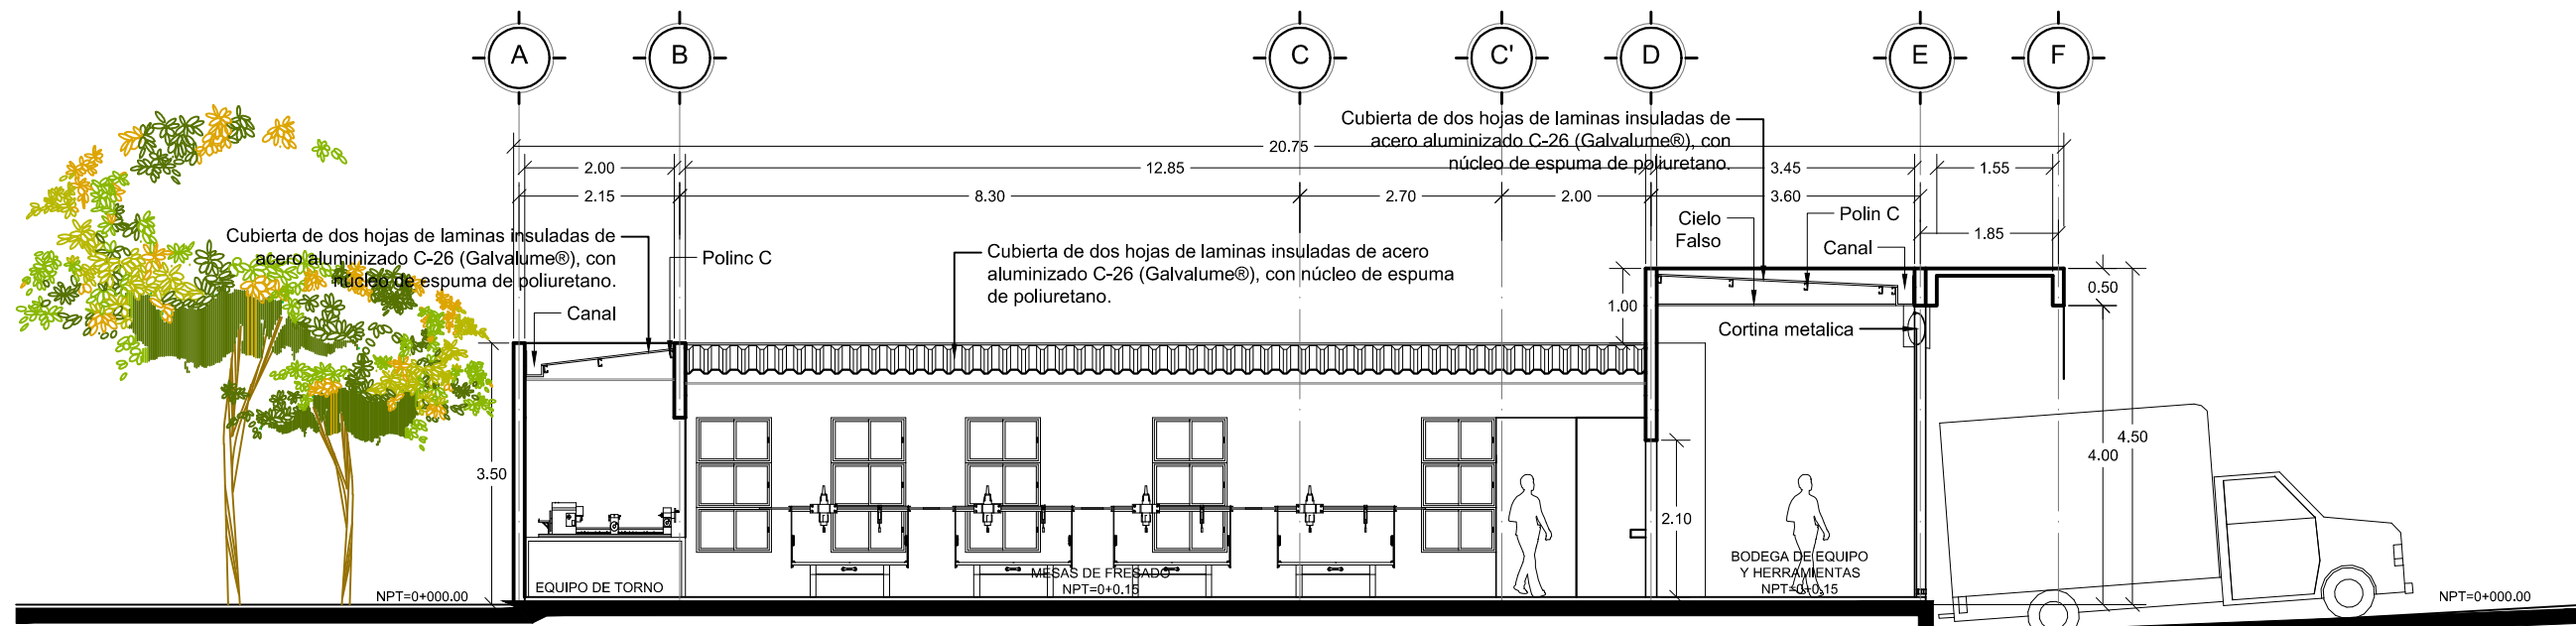 A B C C' D E F
Cubierta de dos hojas de laminas insuladas de
acero aluminizado C-26 (Galvalume®), con
núcleo de espuma de poliuretano.
20.75
2.00 12.85 3.45 1.55
2.15 8.30 2.70 2.00 3.60
1.85
Cubierta de dos hojas de laminas insuladas de
acero aluminizado C-26 (Galvalume®), con
núcleo de espuma de poliuretano.
Polinc C
Canal
Cubierta de dos hojas de laminas insuladas de acero
aluminizado C-26 (Galvalume®), con núcleo de espuma
de poliuretano.
Cielo
Falso
Polin C
Canal
1.00
0.50
Cortina metalica
4.50
4.00
3.50
2.10
EQUIPO DE TORNO
MESAS DE FRESADO
NPT=0+0.15
BODEGA DE EQUIPO
Y HERRAMIENTAS
NPT=0+0.15
NPT=0+000.00
NPT=0+000.00